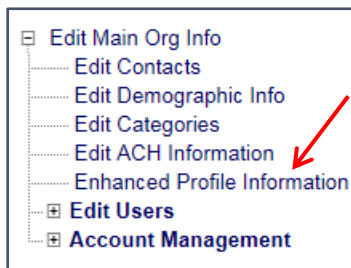 Edit Main Org Info
Edit Contacts
Edit Demographic Info
Edit Categories
Edit ACH Information
Enhanced Profile Information
Edit Users
Account Management